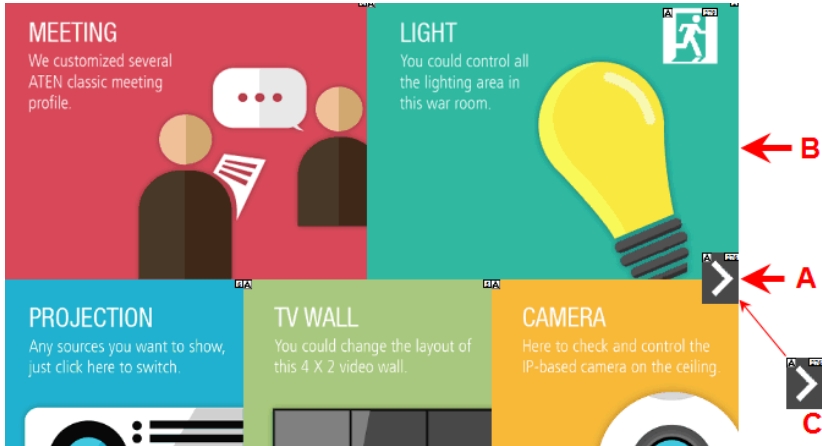 MEETING
We customized several
ATEN classic meeting
profile.
LIGHT
You could control all
the lighting area in
this war room.
A
A
B
A
A
PROJECTION
Any sources you want to show,
just click here to switch.
A
TV WALL
You could change the layout of
this 4 X 2 video wall.
A
CAMERA
Here to check and control the
IP-based camera on the ceiling.
A
C